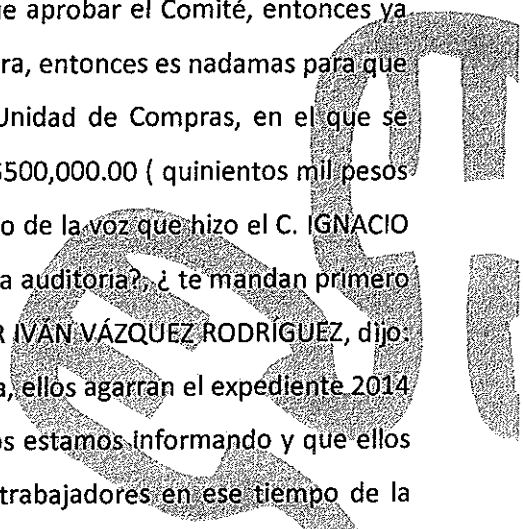 ue aprobar el Comité, entonces ya
ra, entonces es nadamas para que
Unidad de Compras, en el que se
$500,000.00 ( quinientos mil pesos
o de la voz que hizo el C. IGNACIO
a auditoria?, ¿ te mandan primero
R IVÁN VÁZQUEZ RODRÍGUEZ, dijo:
a, ellos agarran el expediente 2014
os estamos informando y que ellos
trabajadores en ese tiempo de la